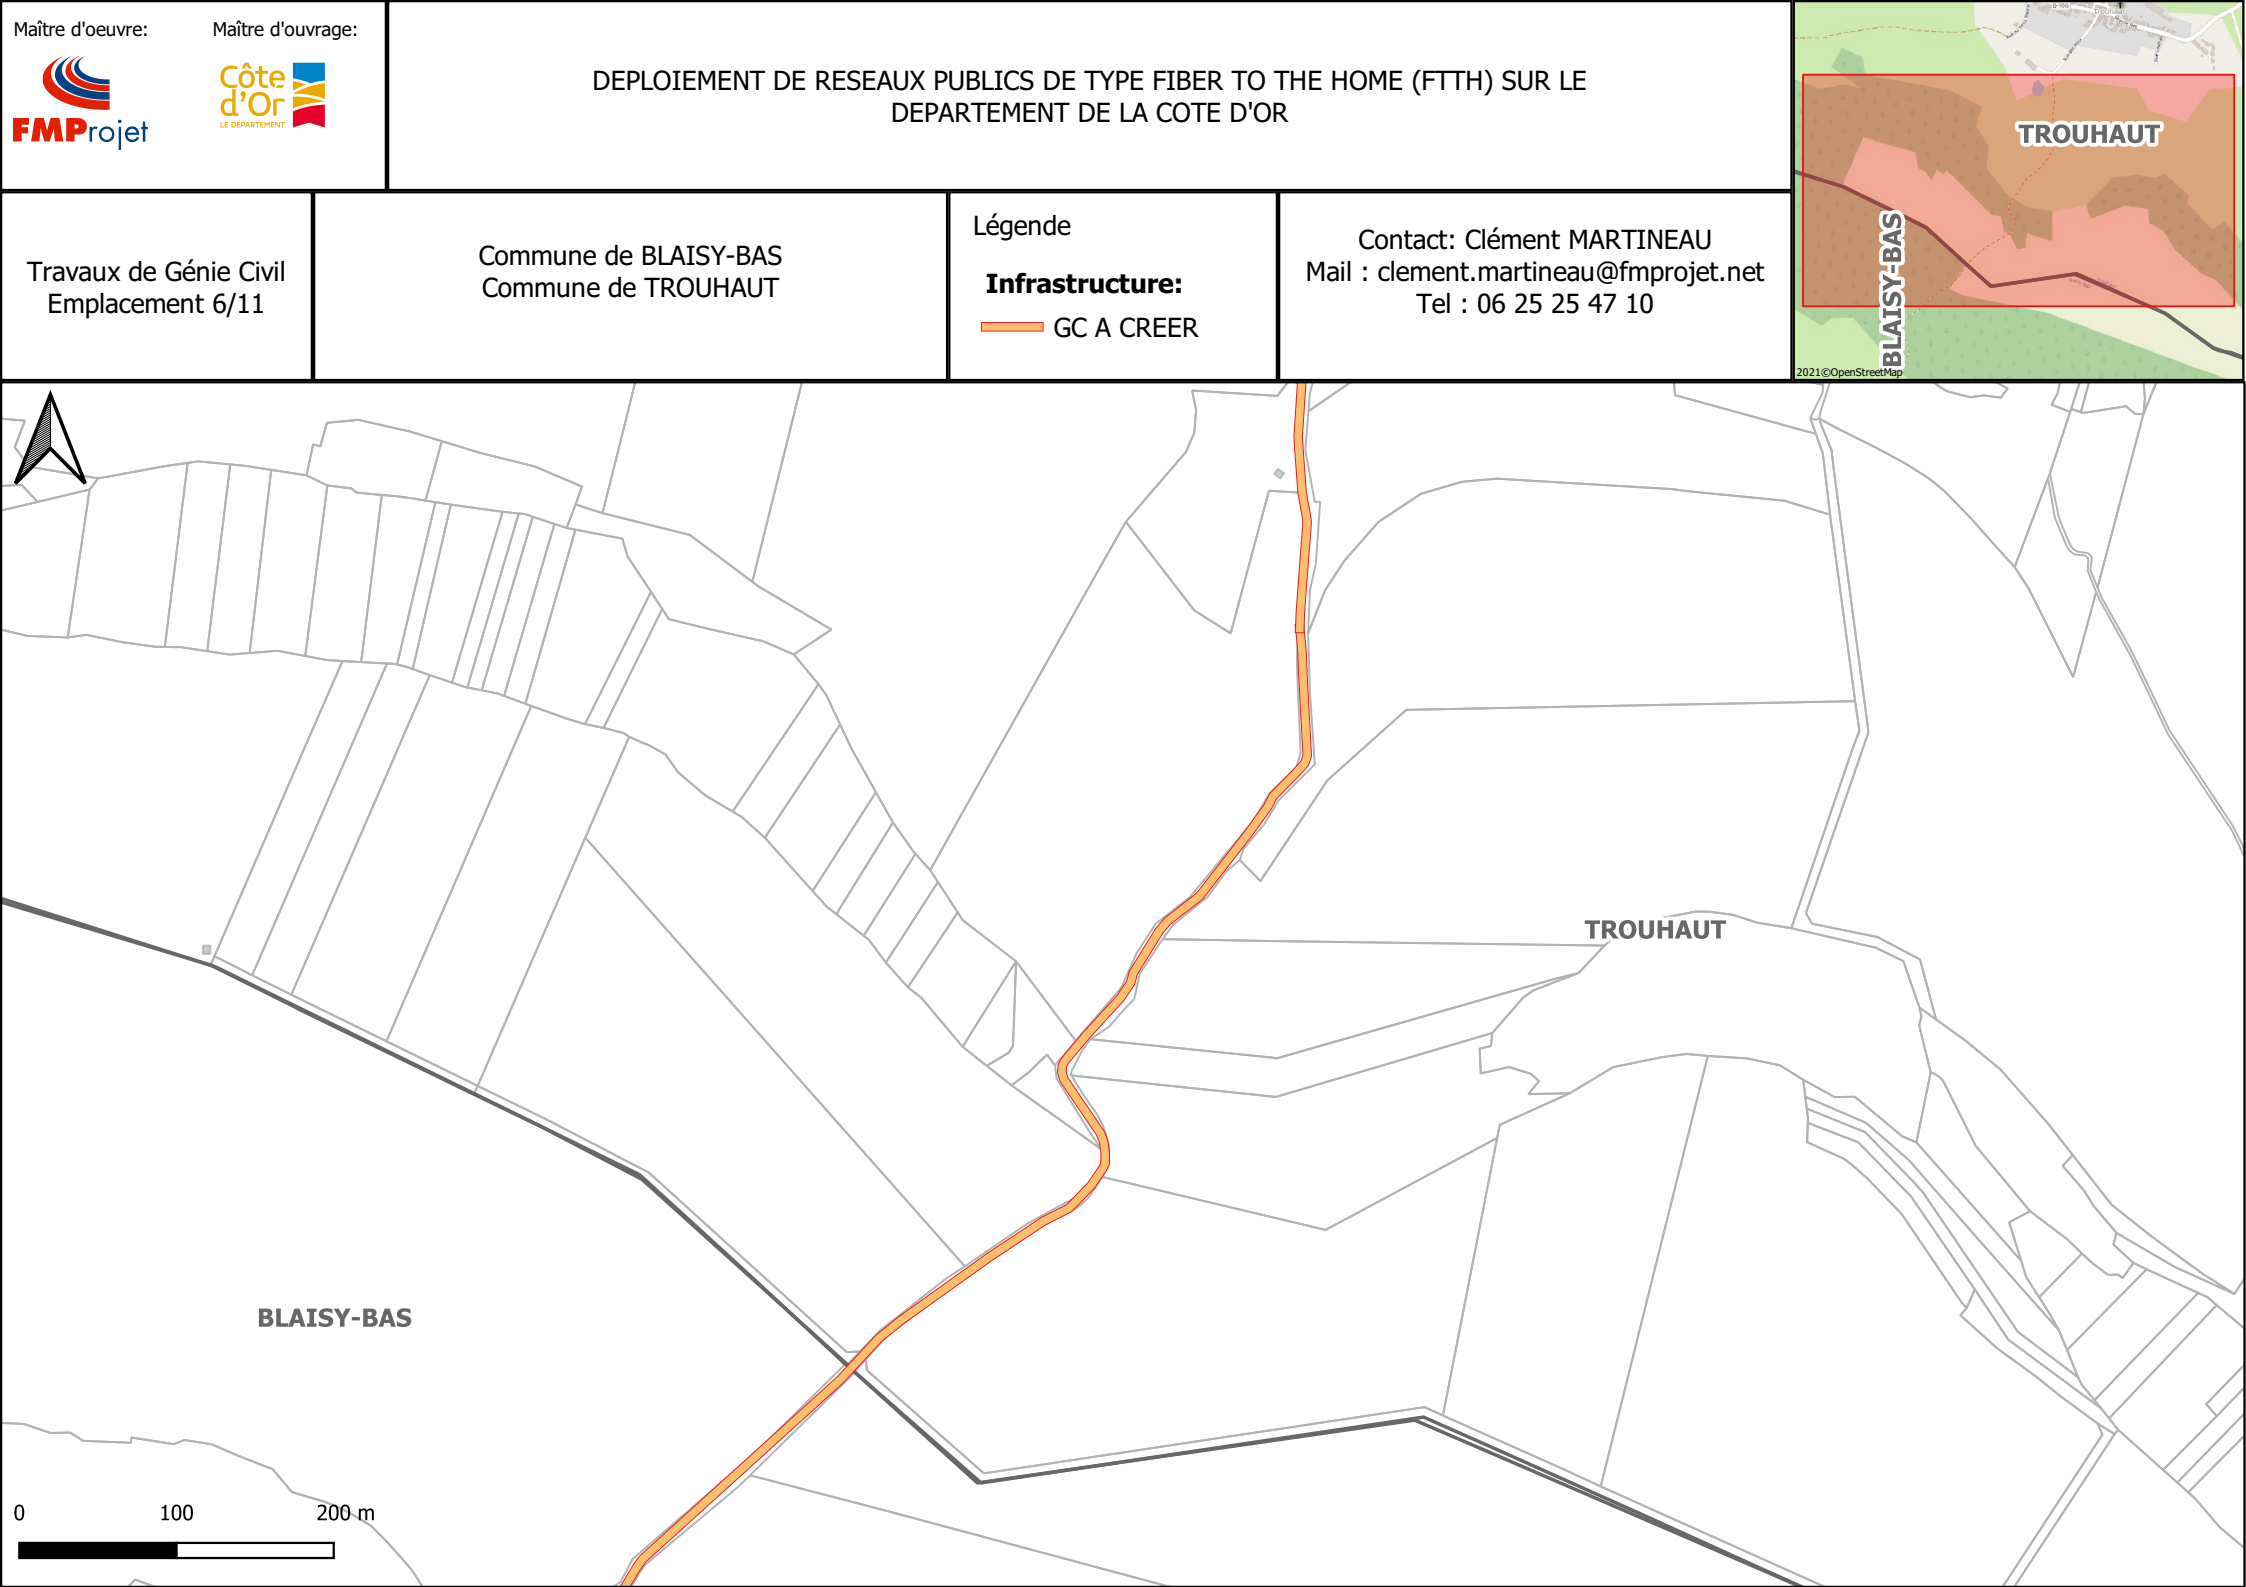 Maître d'oeuvre:
Maître d'ouvrage:
FMProjet
Côte
d'Or
LE DÉPARTEMENT
DEPLOIEMENT DE RESEAUX PUBLICS DE TYPE FIBER TO THE HOME (FTTH) SUR LE
DEPARTEMENT DE LA COTE D'OR
Travaux de Génie Civil
Emplacement 6/11
Commune de BLAISY-BAS
Commune de TROUHAUT
Légende
Infrastructure:
GC A CREER
Contact: Clément MARTINEAU
Mail : clement.martineau@fmprojet.net
Tel : 06 25 25 47 10
TROUHAUT
BLAISY-BAS
2021©OpenStreetMap
TROUHAUT
BLAISY-BAS
0 100 200 m